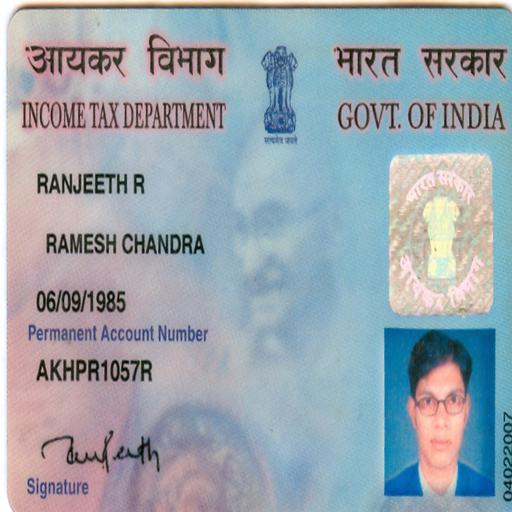 आयकर विभाग
भारत सरकार
INCOME TAX DEPARTMENT
GOVT. OF INDIA
सत्यमेव जयते
RANJEETH R
भारत सरकार
RAMESH CHANDRA
आयकर विभाग
06/09/1985
Permanent Account Number
AKHPR1057R
Ranjeeth
Signature
04022007